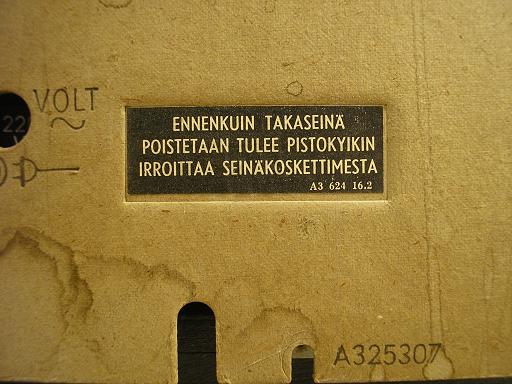 VOLT
22
ENNENKUIN TAKASEINÄ
POISTETAAN TULEE PISTOKYIKIN
IRROITTAA SEINÄKOSKETTIMESTA
A3 624 16.2
A325307